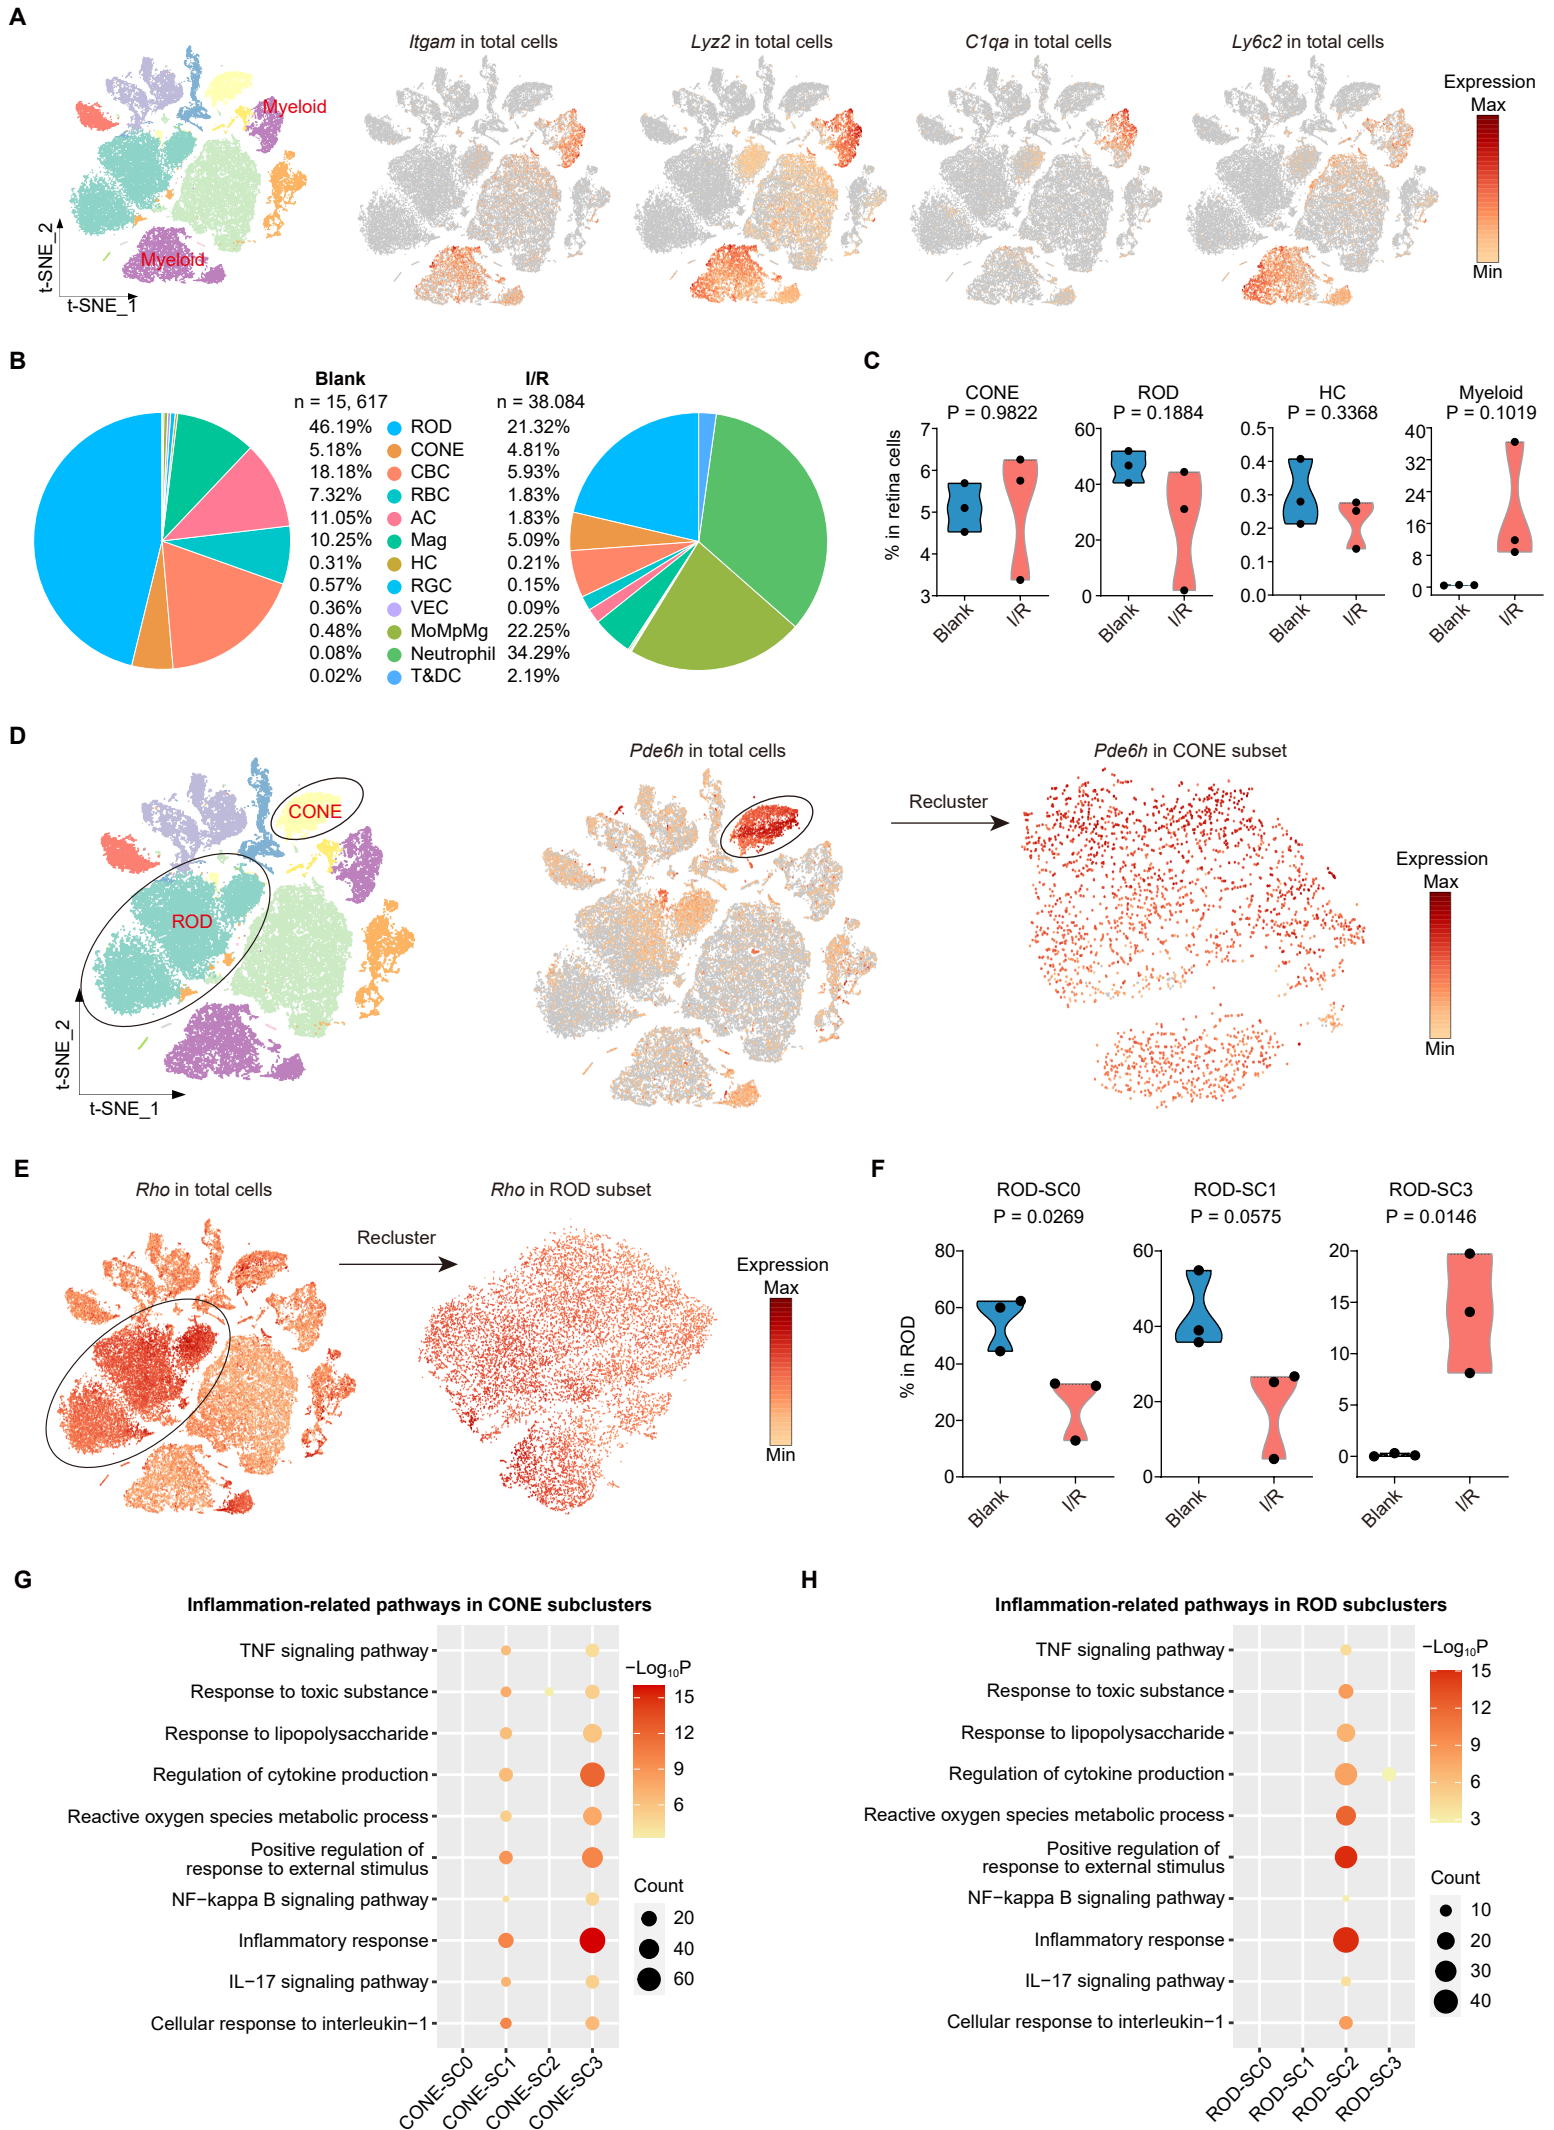 A
Itgam in total cells
Lyz2 in total cells
C1qa in total cells
Ly6c2 in total cells
Myeloid
Myeloid
t-SNE_2
t-SNE_1
Expression
Max
Min
B
Blank
I/R
n = 15, 617
n = 38.084
46.19% ROD 21.32%
5.18% CONE 4.81%
18.18% CBC 5.93%
7.32% RBC 1.83%
11.05% AC 1.83%
10.25% Mag 5.09%
0.31% HC 0.21%
0.57% RGC 0.15%
0.36% VEC 0.09%
0.48% MoMpMg 22.25%
0.08% Neutrophil 34.29%
0.02% T&DC 2.19%
C
% in retina cells
CONE
P = 0.9822
7
6
5
4
3
Blank
I/R
ROD
P = 0.1884
60
40
20
0
Blank
I/R
HC
P = 0.3368
0.5
0.4
0.3
0.2
0.1
0.0
Blank
I/R
Myeloid
P = 0.1019
40
32
24
16
8
0
Blank
I/R
D
CONE
ROD
t-SNE_2
t-SNE_1
Pde6h in total cells
Recluster
Pde6h in CONE subset
Expression
Max
Min
E
Rho in total cells
Recluster
Rho in ROD subset
Expression
Max
Min
F
% in ROD
ROD-SC0
P = 0.0269
80
60
40
20
0
Blank
I/R
ROD-SC1
P = 0.0575
60
40
20
0
Blank
I/R
ROD-SC3
P = 0.0146
20
15
10
5
0
Blank
I/R
G
Inflammation-related pathways in CONE subclusters
TNF signaling pathway
Response to toxic substance
Response to lipopolysaccharide
Regulation of cytokine production
Reactive oxygen species metabolic process
Positive regulation of
response to external stimulus
NF−kappa B signaling pathway
Inflammatory response
IL−17 signaling pathway
Cellular response to interleukin−1
CONE-SC0
CONE-SC1
CONE-SC2
CONE-SC3
−Log₁₀P
15
12
9
6
Count
20
40
60
H
Inflammation-related pathways in ROD subclusters
TNF signaling pathway
Response to toxic substance
Response to lipopolysaccharide
Regulation of cytokine production
Reactive oxygen species metabolic process
Positive regulation of
response to external stimulus
NF−kappa B signaling pathway
Inflammatory response
IL−17 signaling pathway
Cellular response to interleukin−1
ROD-SC0
ROD-SC1
ROD-SC2
ROD-SC3
−Log₁₀P
15
12
9
6
3
Count
10
20
30
40